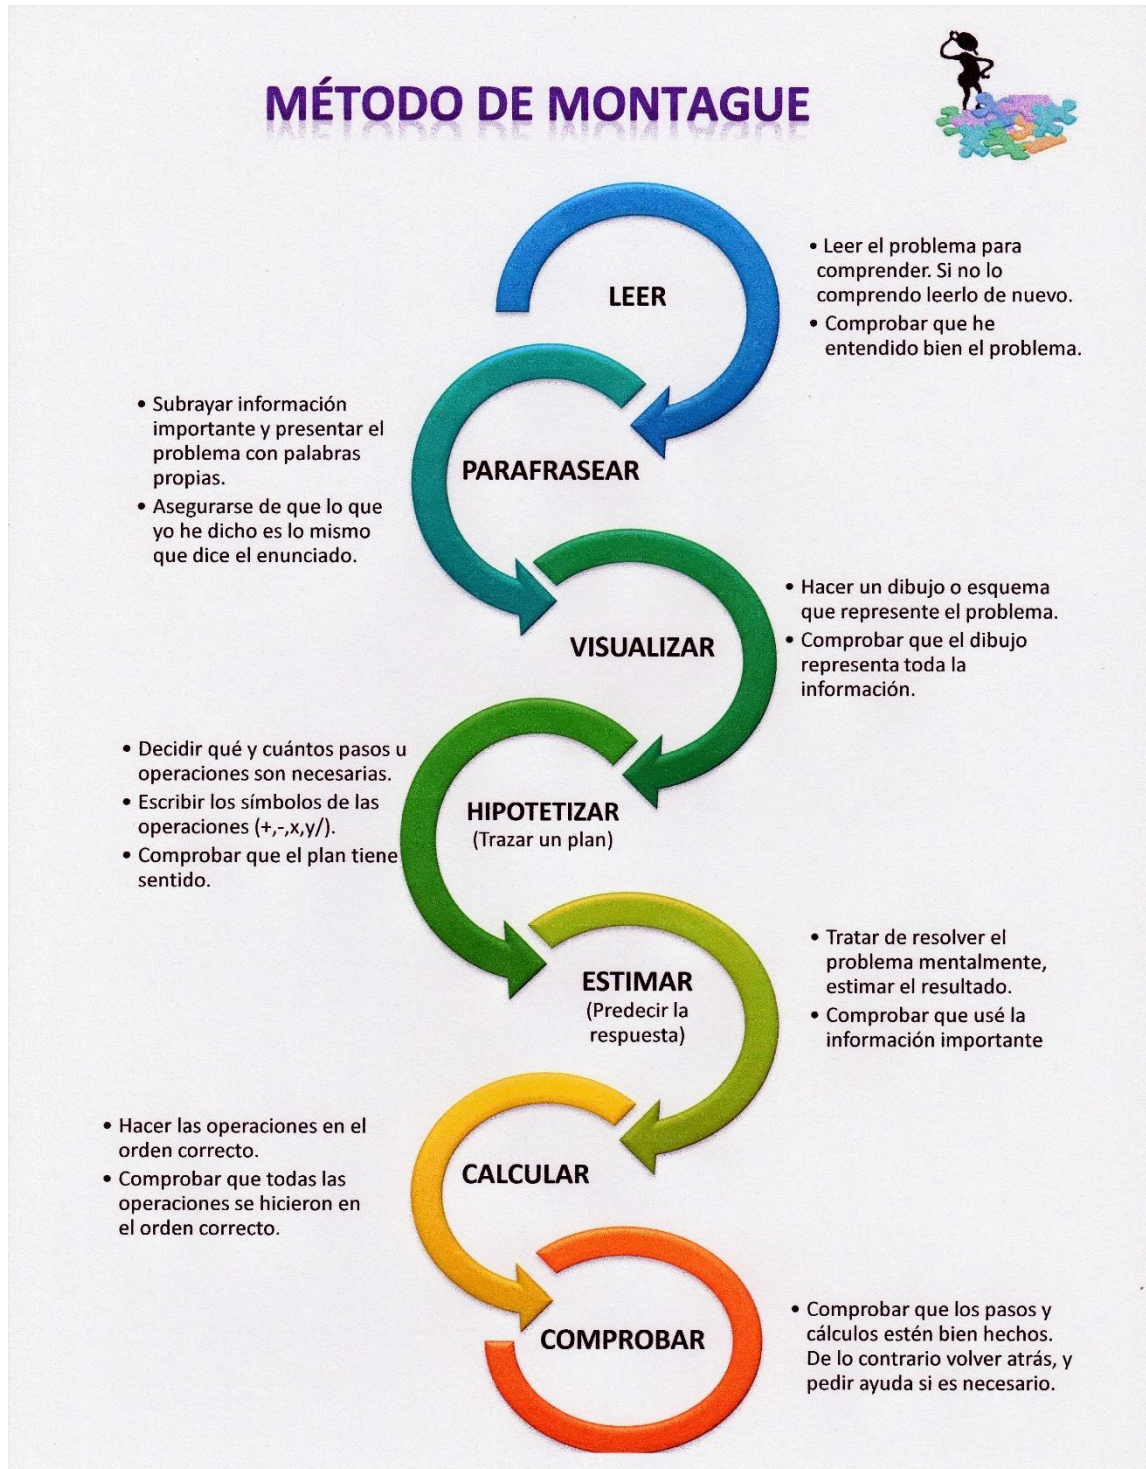 MÉTODO DE MONTAGUE
LEER
• Leer el problema para
comprender. Si no lo
comprendo leerlo de nuevo.
• Comprobar que he
entendido bien el problema.
PARAFRASEAR
• Subrayar información
importante y presentar el
problema con palabras
propias.
• Asegurarse de que lo que
yo he dicho es lo mismo
que dice el enunciado.
VISUALIZAR
• Hacer un dibujo o esquema
que represente el problema.
• Comprobar que el dibujo
representa toda la
información.
HIPOTETIZAR
(Trazar un plan)
• Decidir qué y cuántos pasos u
operaciones son necesarias.
• Escribir los símbolos de las
operaciones (+,-,x,y/).
• Comprobar que el plan tiene
sentido.
ESTIMAR
(Predecir la
respuesta)
• Tratar de resolver el
problema mentalmente,
estimar el resultado.
• Comprobar que usé la
información importante
CALCULAR
• Hacer las operaciones en el
orden correcto.
• Comprobar que todas las
operaciones se hicieron en
el orden correcto.
COMPROBAR
• Comprobar que los pasos y
cálculos estén bien hechos.
De lo contrario volver atrás, y
pedir ayuda si es necesario.